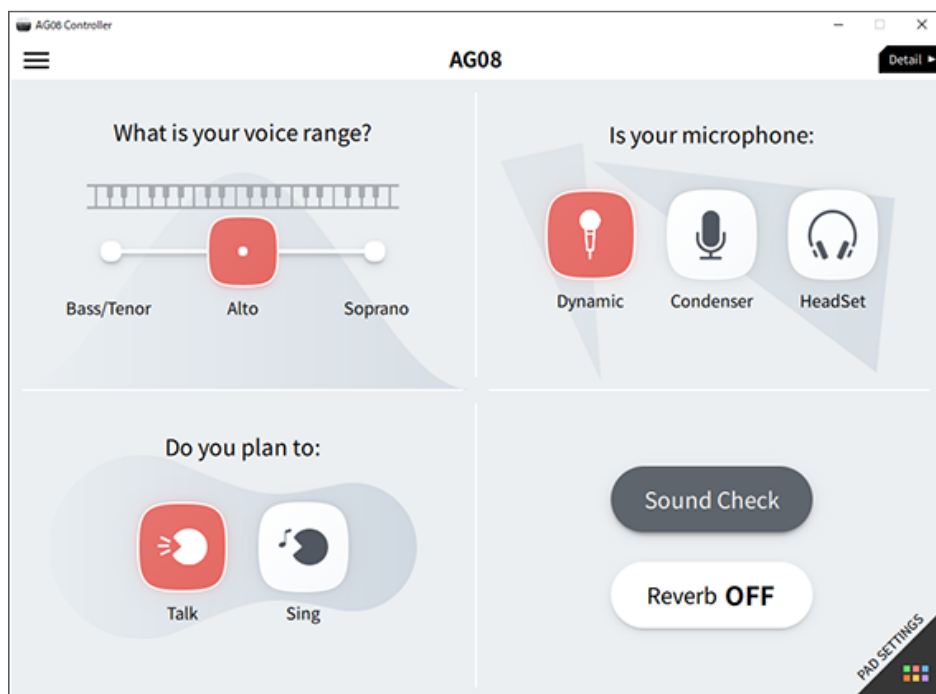 AG08 Controller
AG08
Detail
What is your voice range?
Bass/Tenor Alto Soprano
Is your microphone:
Dynamic Condenser HeadSet
Do you plan to:
Talk Sing
Sound Check
Reverb OFF
PAD SETTINGS